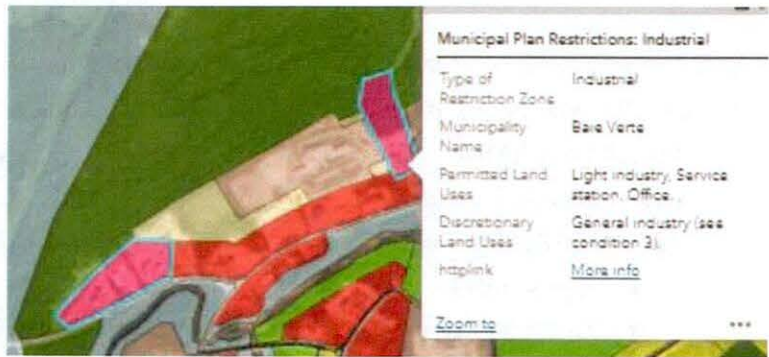 Municipal Plan Restrictions: Industrial
Type of Restriction Zone
Industrial
Municipality Name
Baie Verte
Permitted Land Uses
Light industry, Service station, Office..
Discretionary Land Uses
General industry (see condition 3).
httplink
More info
Zoom to